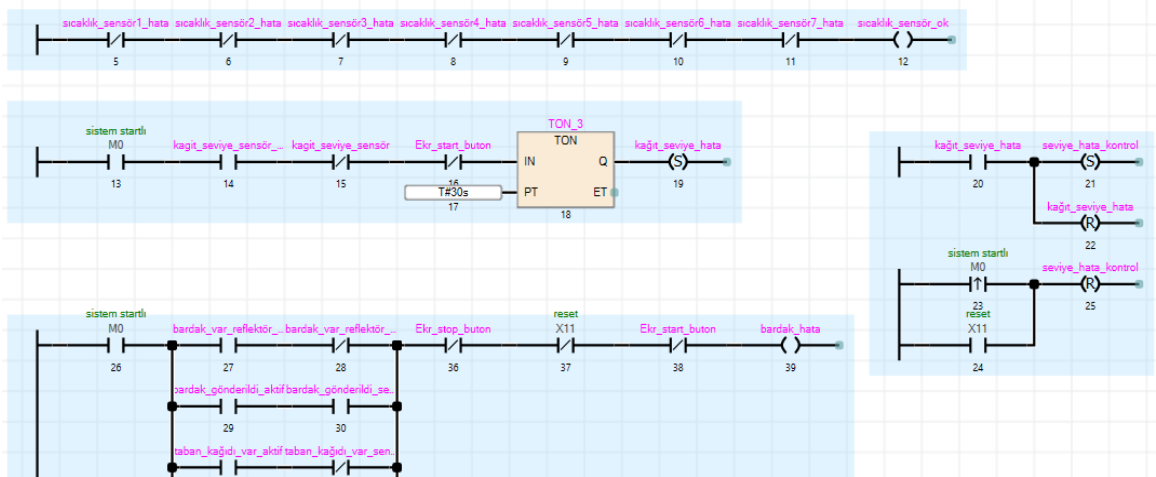 sıcaklık_sensör1_hata sıcaklık_sensör2_hata sıcaklık_sensör3_hata sıcaklık_sensör4_hata sıcaklık_sensör5_hata sıcaklık_sensör6_hata sıcaklık_sensör7_hata sıcaklık_sensör_ok
5 6 7 8 9 10 11 12
TON_3
sistem startlı
TON
M0 kagit_seviye_sensör_... kagit_seviye_sensör Ekr_start_buton kağıt_seviye_hata
IN Q S
13 14 15 16 19
T#30s PT ET
17 18
kağıt_seviye_hata seviye_hata_kontrol
S
20 21
kağıt_seviye_hata
R
22
sistem startlı
M0 seviye_hata_kontrol
R
23 25
reset
X11
24
sistem startlı reset
M0 bardak_var_reflektör_... bardak_var_reflektör_... Ekr_stop_buton X11 Ekr_start_buton bardak_hata
26 27 28 36 37 38 39
bardak_gönderildi_aktif bardak_gönderildi_se...
29 30
taban_kağıdı_var_aktif taban_kağıdı_var_sen...